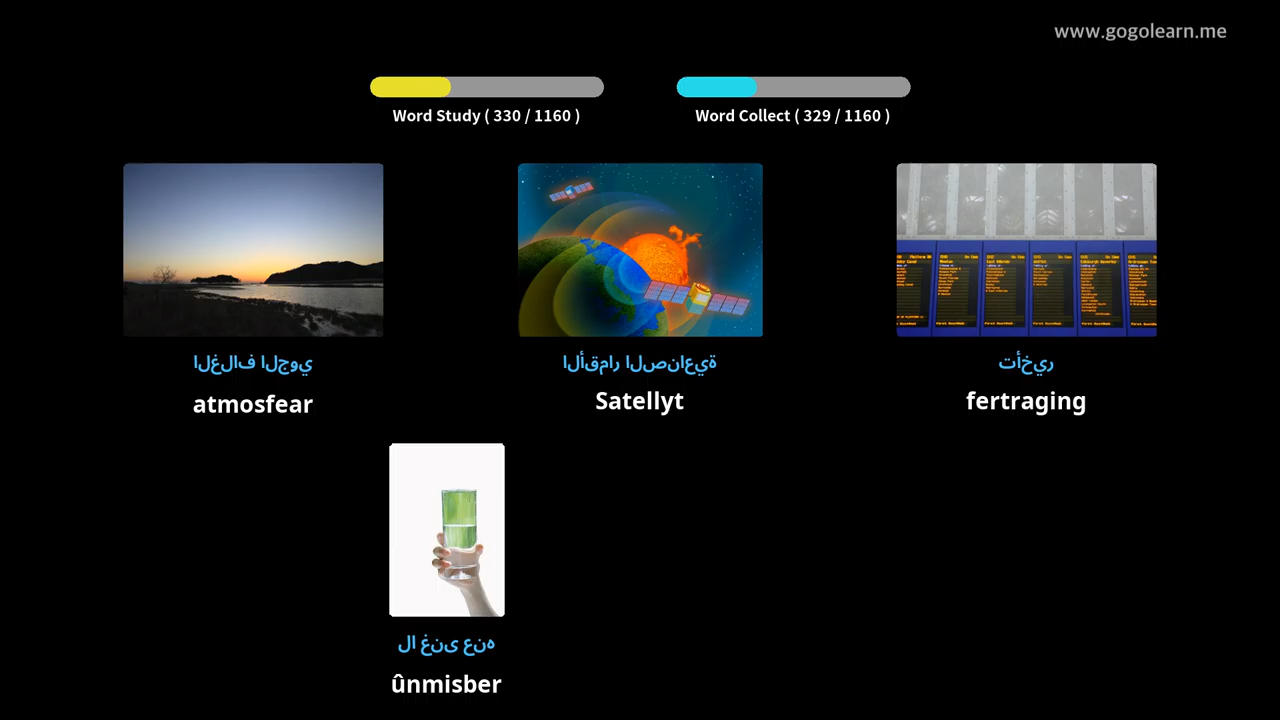 www.gogolearn.me
Word Study ( 330 / 1160 )
Word Collect ( 329 / 1160 )
الغلاف الجوي
atmosfear
الأقمار الصناعية
Satellyt
تأخير
fertraging
لا غنى عنه
ûnmisber